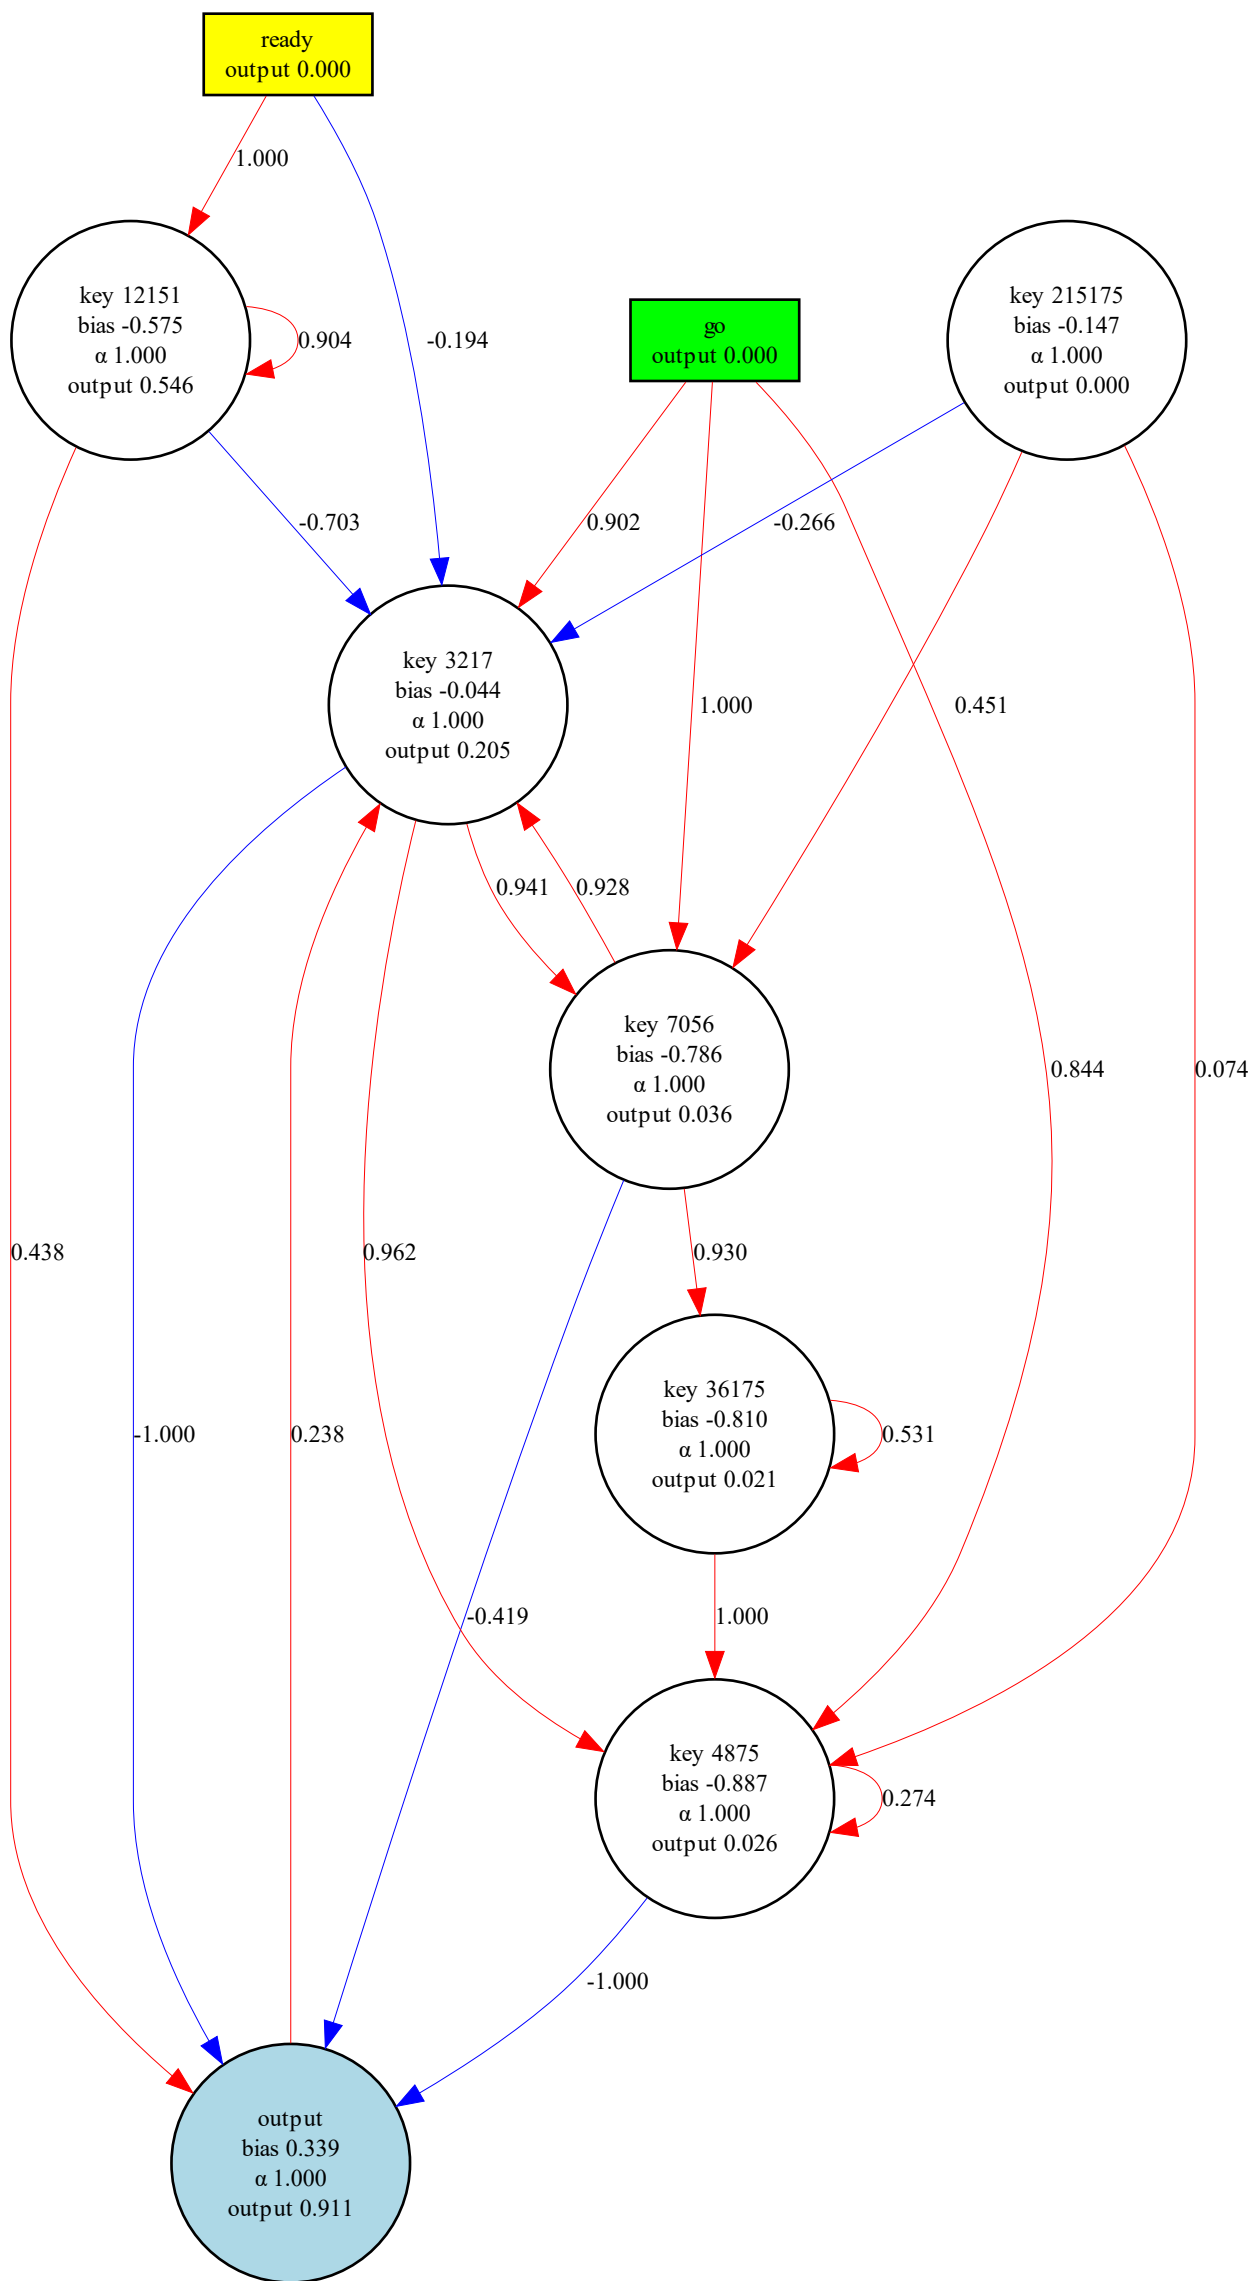 ready
output 0.000
1.000
key 12151
bias -0.575
α 1.000
output 0.546
0.904
-0.194
go
output 0.000
key 215175
bias -0.147
α 1.000
output 0.000
-0.703
0.902
-0.266
key 3217
bias -0.044
α 1.000
output 0.205
1.000
0.451
0.941
0.928
key 7056
bias -0.786
α 1.000
output 0.036
0.844
0.074
0.438
0.962
0.930
key 36175
bias -0.810
α 1.000
output 0.021
0.531
-1.000
0.238
-0.419
1.000
key 4875
bias -0.887
α 1.000
output 0.026
0.274
-1.000
output
bias 0.339
α 1.000
output 0.911